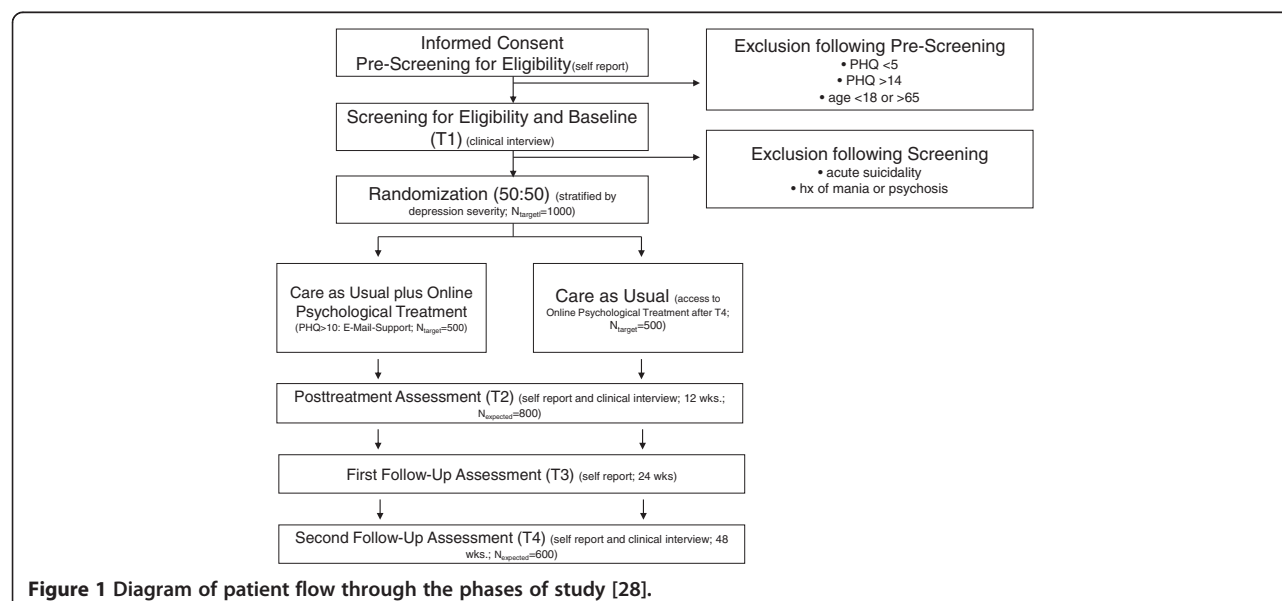 Informed Consent
Pre-Screening for Eligibility(self report)
Exclusion following Pre-Screening
• PHQ <5
• PHQ >14
• age <18 or >65
Screening for Eligibility and Baseline
(T1) (clinical interview)
Exclusion following Screening
• acute suicidality
• hx of mania or psychosis
Randomization (50:50) (stratified by
depression severity; Ntargetl=1000)
Care as Usual plus Online
Psychological Treatment
(PHQ>10: E-Mail-Support; Ntarget=500)
Care as Usual (access to
Online Psychological Treatment after T4;
Ntarget=500)
Posttreatment Assessment (T2) (self report and clinical interview; 12 wks.;
Nexpected=800)
First Follow-Up Assessment (T3) (self report; 24 wks)
Second Follow-Up Assessment (T4) (self report and clinical interview; 48
wks.; Nexpected=600)
Figure 1 Diagram of patient flow through the phases of study [28].